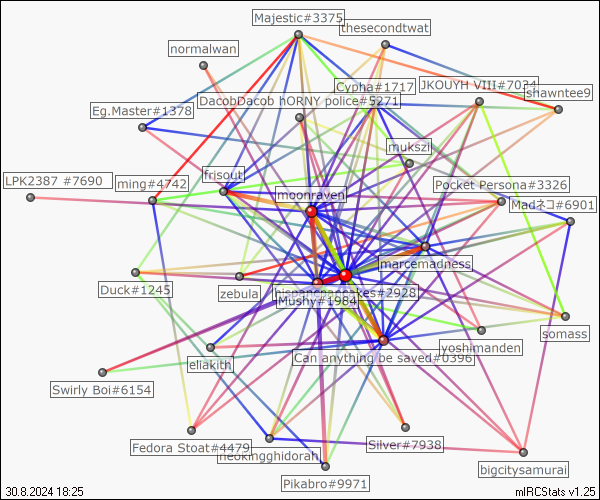 Majestic#3375
thesecondtwat
normalwan
Cypha#1717
JKOUYH VIII#7034
shawntee9
DacobDacob
hORNY police#5271
Eg.Master#1378
mukszi
frisout
LPK2387 #7690
ming#4742
Pocket Persona#3326
moonraven
Madネコ#6901
marcemadness
Duck#1245
zebula
#2928
Mushy#1984
somass
yoshimanden
Can anything be saved#0396
eliakith
Swirly Boi#6154
Fedora Stoat#4479
Silver#7938
neokingghidorah
bigcitysamurai
Pikabro#9971
30.8.2024 18:25
mIRCStats v1.25